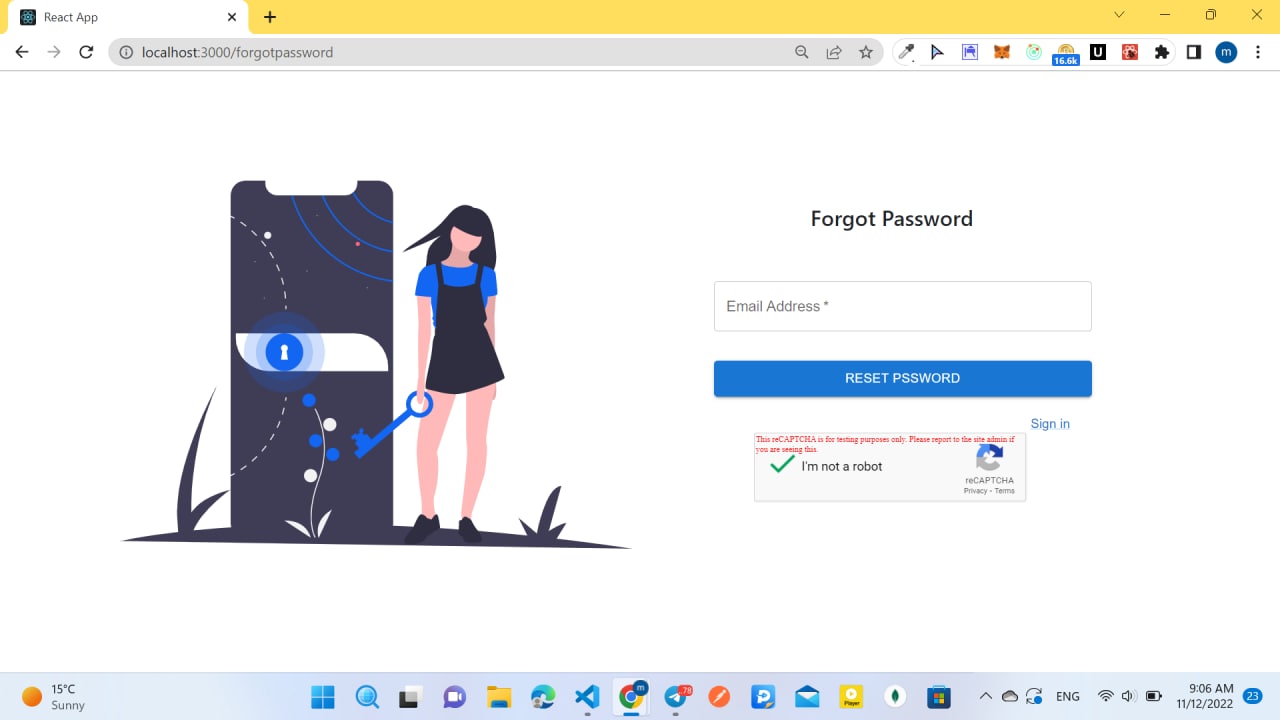 React App
localhost:3000/forgotpassword
16.6k
U
m
Forgot Password
Email Address *
RESET PSSWORD
Sign in
This reCAPTCHA is for testing purposes only. Please report to the site admin if
you are seeing this.
I'm not a robot
reCAPTCHA
Privacy - Terms
15°C
Sunny
m
78
Player
ENG
9:06 AM
11/12/2022
23